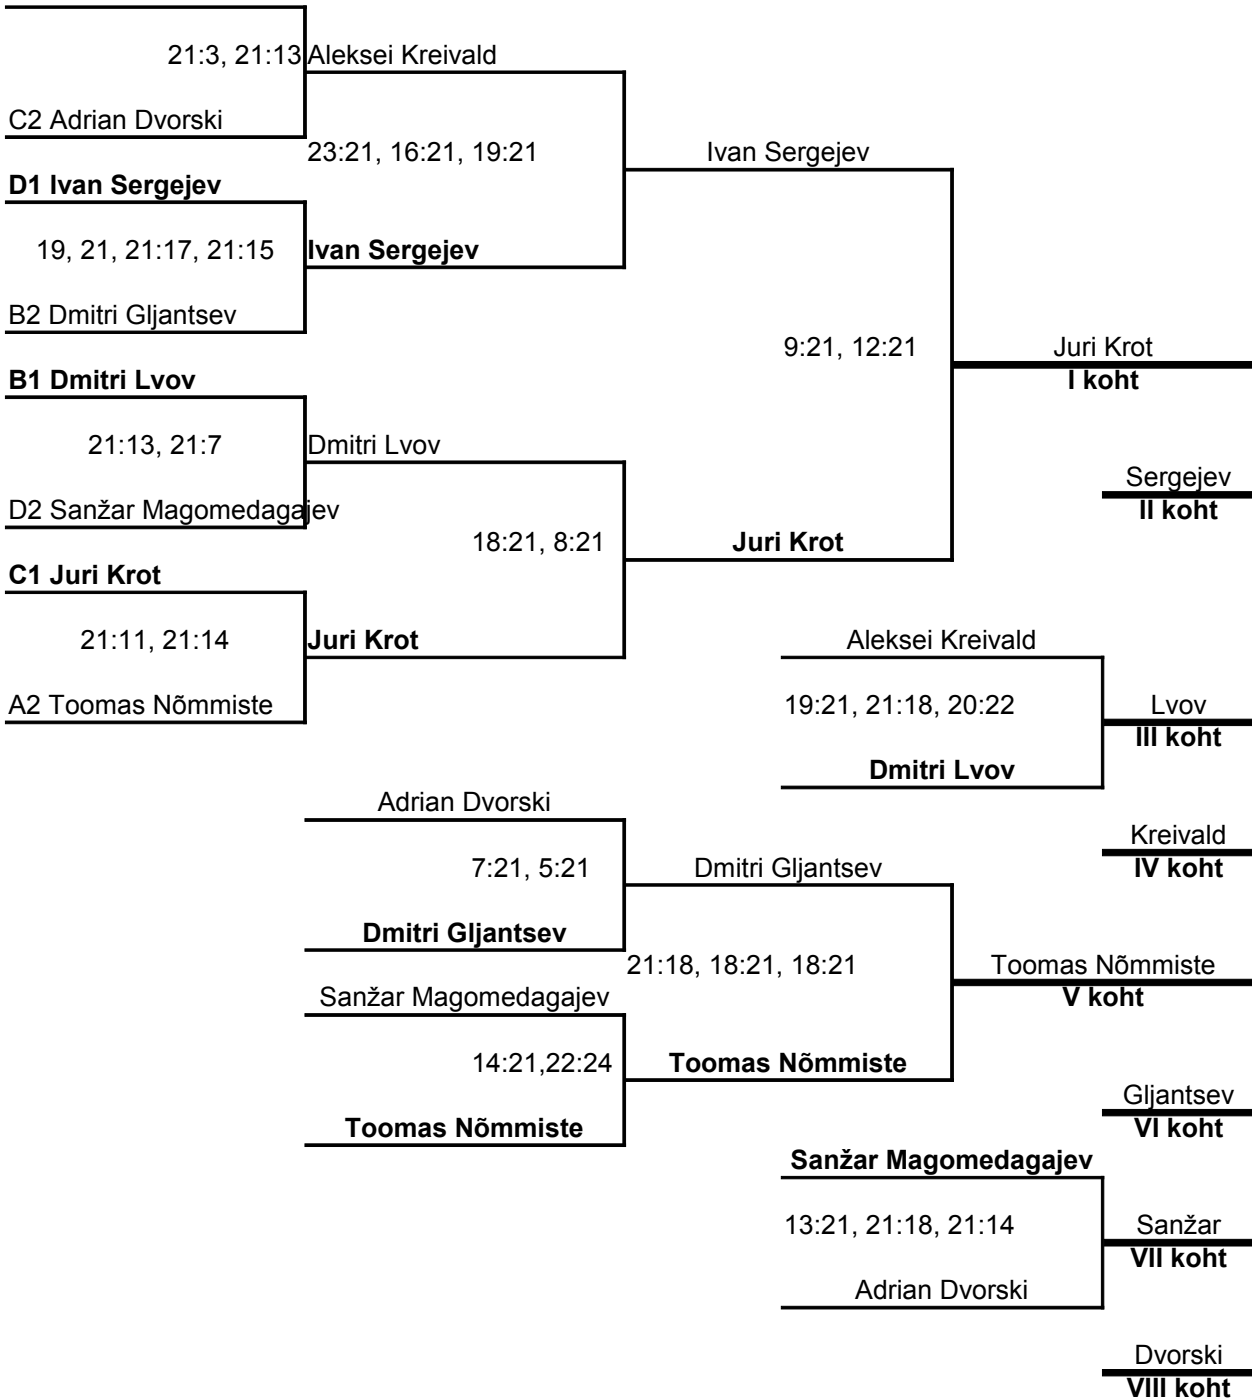 21:3, 21:13 Aleksei Kreivald
C2 Adrian Dvorski
23:21, 16:21, 19:21
Ivan Sergejev
D1 Ivan Sergejev
19, 21, 21:17, 21:15
Ivan Sergejev
B2 Dmitri Gljantsev
9:21, 12:21
Juri Krot
I koht
B1 Dmitri Lvov
21:13, 21:7
Dmitri Lvov
Sergejev
II koht
D2 Sanžar Magomedagajev
18:21, 8:21
Juri Krot
C1 Juri Krot
21:11, 21:14
Juri Krot
Aleksei Kreivald
A2 Toomas Nõmmiste
19:21, 21:18, 20:22
Lvov
III koht
Dmitri Lvov
Adrian Dvorski
Kreivald
IV koht
7:21, 5:21
Dmitri Gljantsev
Dmitri Gljantsev
21:18, 18:21, 18:21
Toomas Nõmmiste
V koht
Sanžar Magomedagajev
14:21,22:24
Toomas Nõmmiste
Gljantsev
VI koht
Toomas Nõmmiste
Sanžar Magomedagajev
13:21, 21:18, 21:14
Sanžar
VII koht
Adrian Dvorski
Dvorski
VIII koht